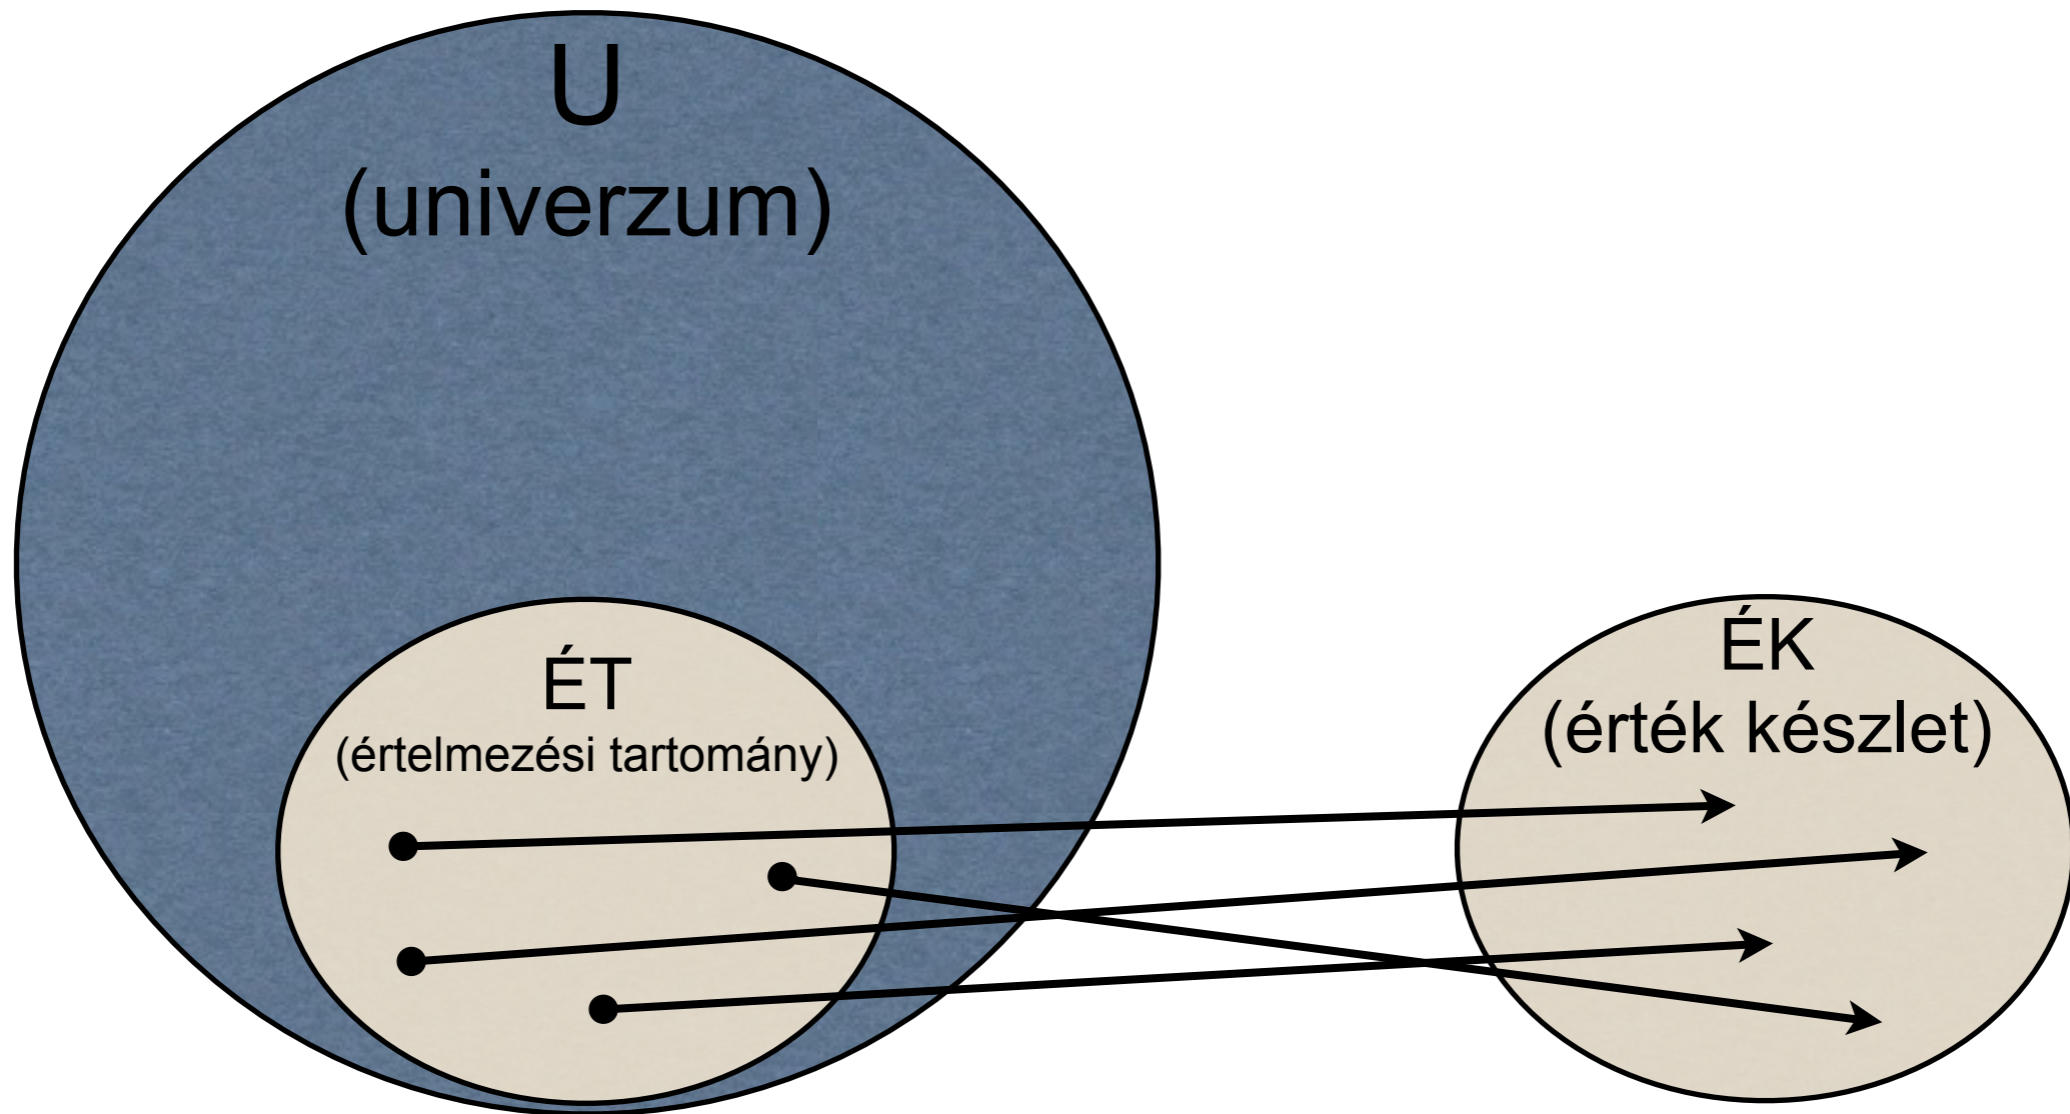 U
(univerzum)
ÉT
(értelmezési tartomány)
ÉK
(érték készlet)